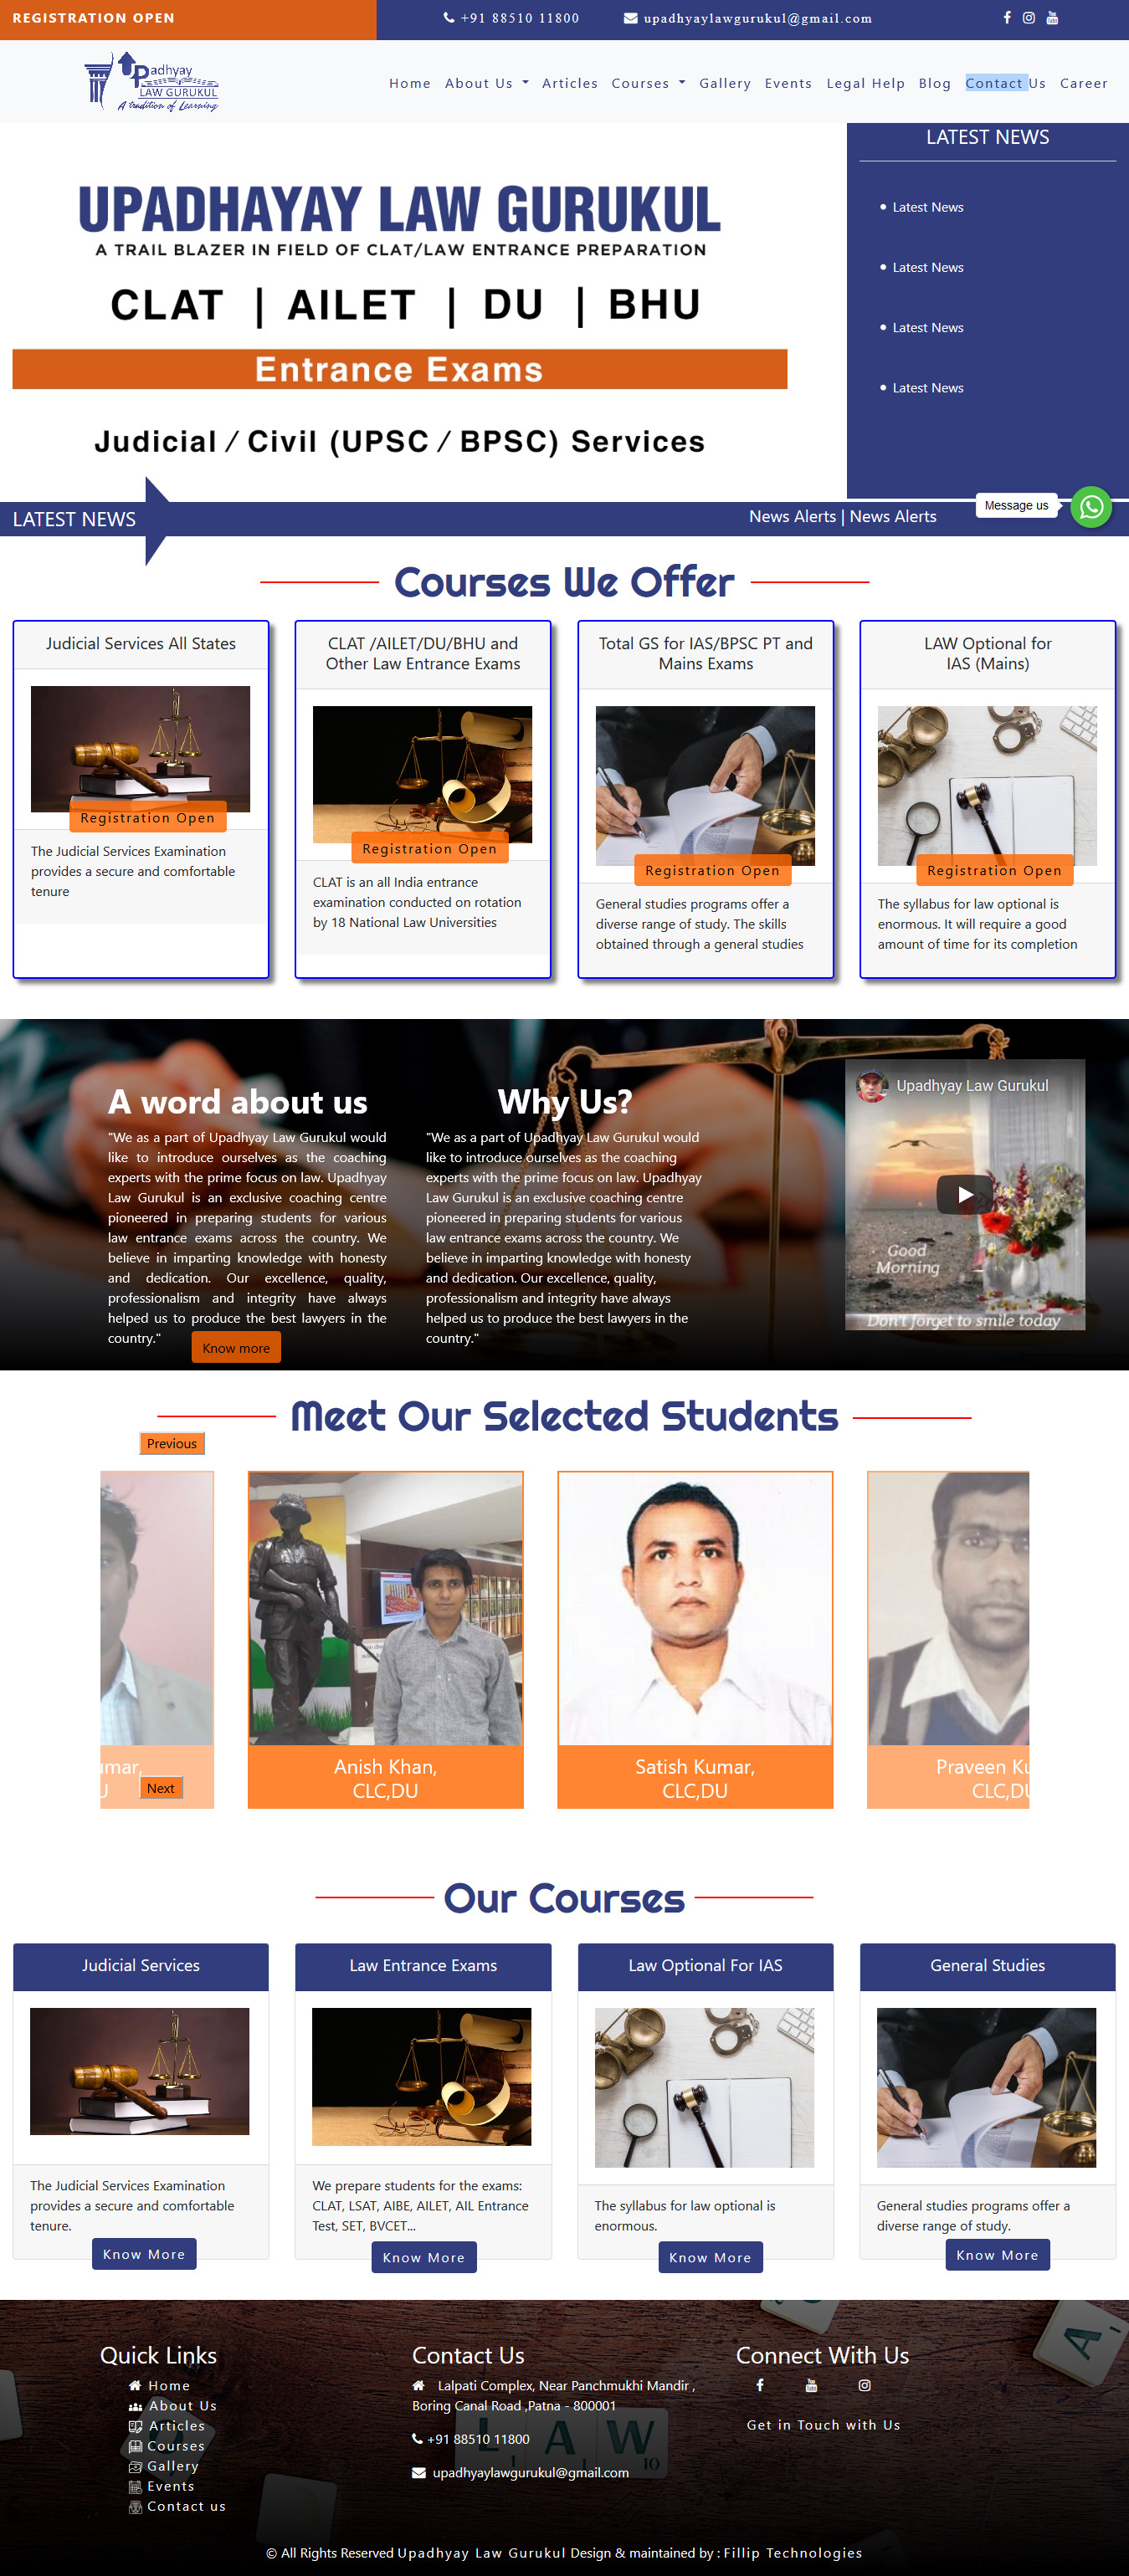 REGISTRATION OPEN
+91 88510 11800
upadhyaylawgurukul@gmail.com
UPadhyay
LAW GURUKUL
A tradition of Learning
Home
About Us
Articles
Courses
Gallery
Events
Legal Help
Blog
Contact Us
Career
UPADHAYAY LAW GURUKUL
A TRAIL BLAZER IN FIELD OF CLAT/LAW ENTRANCE PREPARATION
CLAT | AILET | DU | BHU
Entrance Exams
Judicial / Civil (UPSC / BPSC) Services
LATEST NEWS
Latest News
Latest News
Latest News
Latest News
LATEST NEWS
News Alerts | News Alerts
Message us
Courses We Offer
Judicial Services All States
Registration Open
The Judicial Services Examination
provides a secure and comfortable
tenure
CLAT /AILET/DU/BHU and
Other Law Entrance Exams
Registration Open
CLAT is an all India entrance
examination conducted on rotation
by 18 National Law Universities
Total GS for IAS/BPSC PT and
Mains Exams
Registration Open
General studies programs offer a
diverse range of study. The skills
obtained through a general studies
LAW Optional for
IAS (Mains)
Registration Open
The syllabus for law optional is
enormous. It will require a good
amount of time for its completion
A word about us
"We as a part of Upadhyay Law Gurukul would
like to introduce ourselves as the coaching
experts with the prime focus on law. Upadhyay
Law Gurukul is an exclusive coaching centre
pioneered in preparing students for various
law entrance exams across the country. We
believe in imparting knowledge with honesty
and dedication. Our excellence, quality,
professionalism and integrity have always
helped us to produce the best lawyers in the
country."
Know more
Why Us?
"We as a part of Upadhyay Law Gurukul would
like to introduce ourselves as the coaching
experts with the prime focus on law. Upadhyay
Law Gurukul is an exclusive coaching centre
pioneered in preparing students for various
law entrance exams across the country. We
believe in imparting knowledge with honesty
and dedication. Our excellence, quality,
professionalism and integrity have always
helped us to produce the best lawyers in the
country."
Upadhyay Law Gurukul
Good
Morning
Don't forget to smile today
Meet Our Selected Students
Previous
umar,
U
Next
Anish Khan,
CLC,DU
Satish Kumar,
CLC,DU
Praveen Ku
CLC,DU
Our Courses
Judicial Services
The Judicial Services Examination
provides a secure and comfortable
tenure.
Know More
Law Entrance Exams
We prepare students for the exams:
CLAT, LSAT, AIBE, AILET, AIL Entrance
Test, SET, BVCET...
Know More
Law Optional For IAS
The syllabus for law optional is
enormous.
Know More
General Studies
General studies programs offer a
diverse range of study.
Know More
Quick Links
Home
About Us
Articles
Courses
Gallery
Events
Contact us
Contact Us
Lalpati Complex, Near Panchmukhi Mandir ,
Boring Canal Road ,Patna - 800001
+91 88510 11800
upadhyaylawgurukul@gmail.com
Connect With Us
Get in Touch with Us
L A W
© All Rights Reserved Upadhyay Law Gurukul Design & maintained by : Fillip Technologies